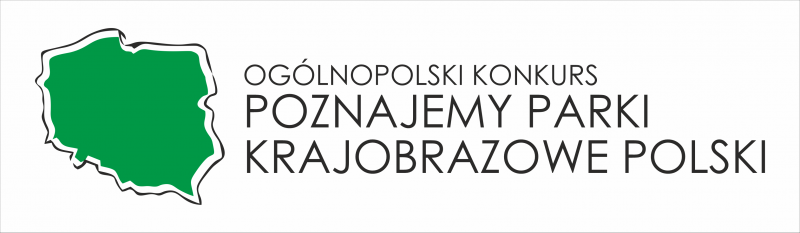 OGÓLNOPOLSKI KONKURS
POZNAJEMY PARKI
KRAJOBRAZOWE POLSKI